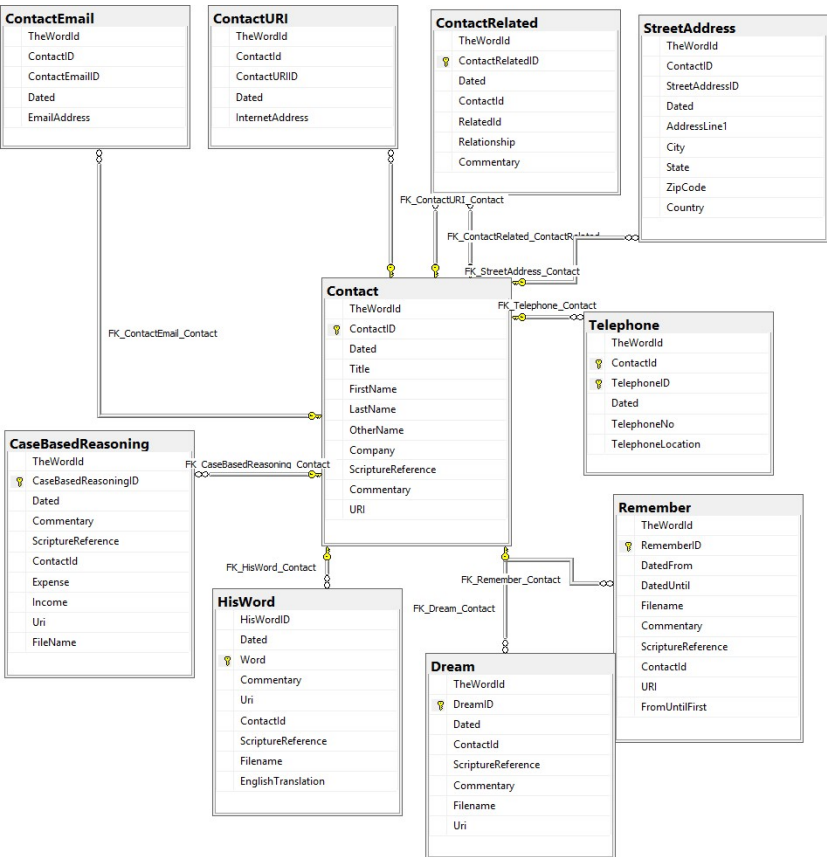 ContactEmail
TheWordId
ContactID
ContactEmailID
Dated
EmailAddress
ContactURI
TheWordId
ContactId
ContactURIID
Dated
InternetAddress
ContactRelated
TheWordId
ContactRelatedID
Dated
ContactId
RelatedId
Relationship
Commentary
StreetAddress
TheWordId
ContactID
StreetAddressID
Dated
AddressLine1
City
State
ZipCode
Country
FK_ContactURI_Contact
FK_ContactRelated_ContactRelated
FK_StreetAddress_Contact
FK_Telephone_Contact
FK_ContactEmail_Contact
Contact
TheWordId
ContactID
Dated
Title
FirstName
LastName
OtherName
Company
ScriptureReference
Commentary
URI
Telephone
TheWordId
ContactId
TelephoneID
Dated
TelephoneNo
TelephoneLocation
CaseBasedReasoning
TheWordId
CaseBasedReasoningID
Dated
Commentary
ScriptureReference
ContactId
Expense
Income
Uri
FileName
FK_CaseBasedReasoning_Contact
FK_HisWord_Contact
FK_Remember_Contact
FK_Dream_Contact
Remember
TheWordId
RememberID
DatedFrom
DatedUntil
Filename
Commentary
ScriptureReference
ContactId
URI
FromUntilFirst
HisWord
HisWordID
Dated
Word
Commentary
Uri
ContactId
ScriptureReference
Filename
EnglishTranslation
Dream
TheWordId
DreamID
Dated
ContactId
ScriptureReference
Commentary
Filename
Uri